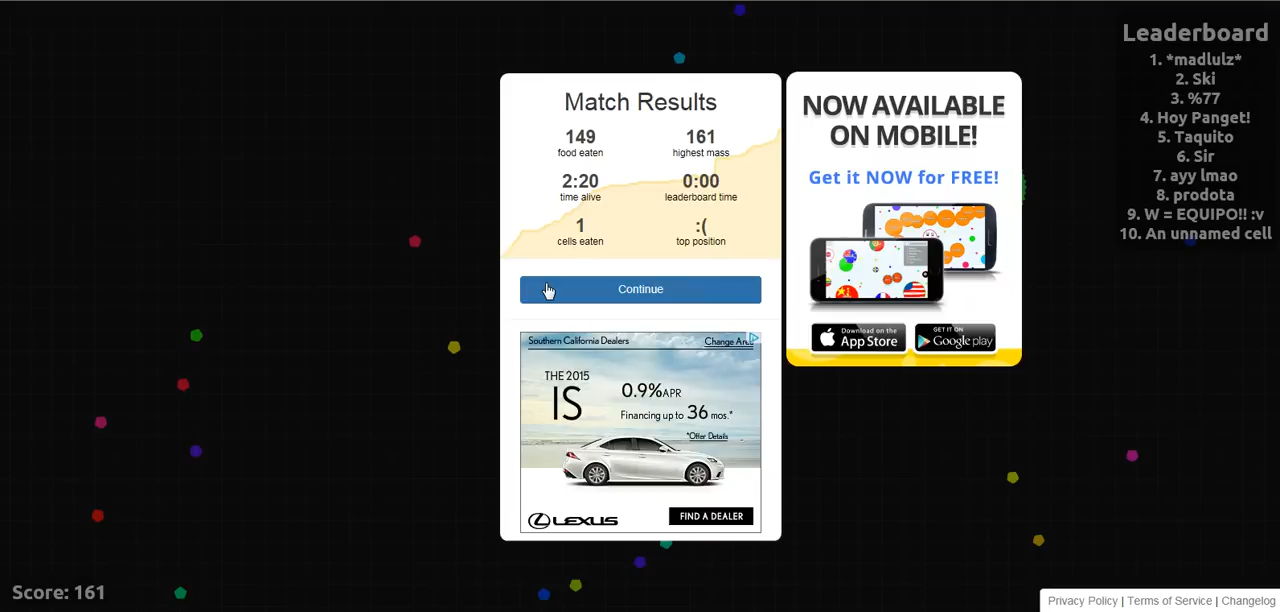 Match Results
149
food eaten
161
highest mass
2:20
time alive
0:00
leaderboard time
1
cells eaten
:(
top position
Continue
Southern California Dealers Change Area
THE 2015
IS
0.9%APR
Financing up to 36 mos.*
*Offer Details
LEXUS
FIND A DEALER
NOW AVAILABLE
ON MOBILE!
Get it NOW for FREE!
Download on the
App Store
GET IT ON
Google play
Leaderboard
1. *madlulz*
2. Ski
3. %77
4. Hoy Panget!
5. Taquito
6. Sir
7. ayy lmao
8. prodota
9. W = EQUIPO!! :v
10. An unnamed cell
Score: 161
Privacy Policy | Terms of Service | Changelog